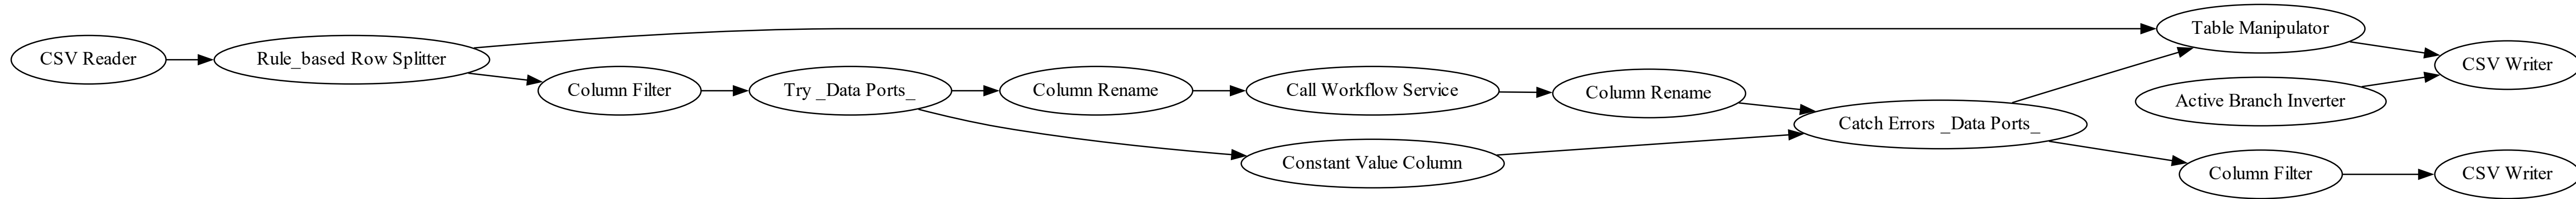 CSV Reader
Rule_based Row Splitter
Column Filter
Try _Data Ports_
Column Rename
Call Workflow Service
Column Rename
Constant Value Column
Catch Errors _Data Ports_
Table Manipulator
Active Branch Inverter
Column Filter
CSV Writer
CSV Writer